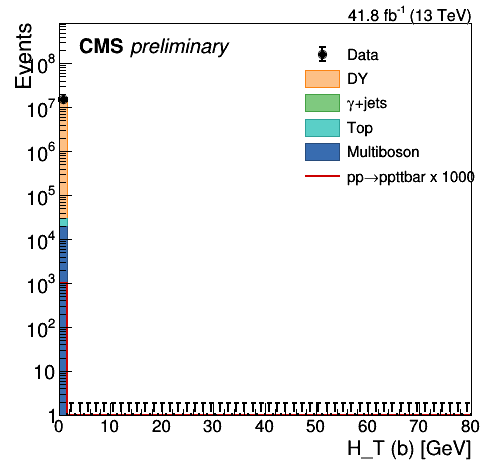 41.8 fb⁻¹ (13 TeV)
Events
CMS preliminary
Data
DY
γ+jets
Top
Multiboson
pp→ppttbar x 1000
10⁸
10⁷
10⁶
10⁵
10⁴
10³
10²
10
1
0 10 20 30 40 50 60 70 80
H_T (b) [GeV]